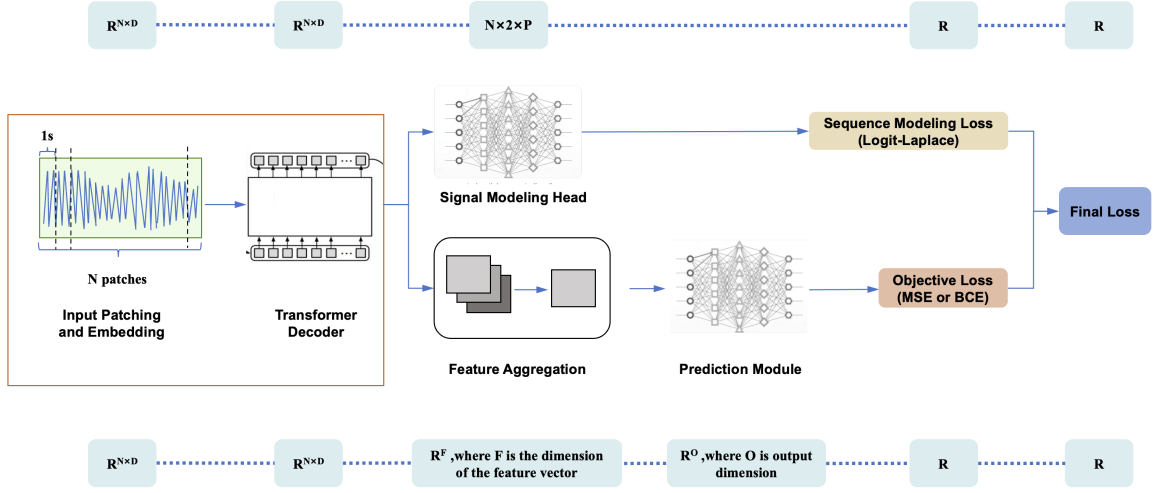 R^{N×D} R^{N×D} N×2×P R R
1s
N patches
Input Patching
and Embedding
Transformer
Decoder
Signal Modeling Head
Feature Aggregation
Prediction Module
Sequence Modeling Loss
(Logit-Laplace)
Objective Loss
(MSE or BCE)
Final Loss
R^{N×D} R^{N×D}
R^F ,where F is the dimension
of the feature vector
R^O ,where O is output
dimension
R R